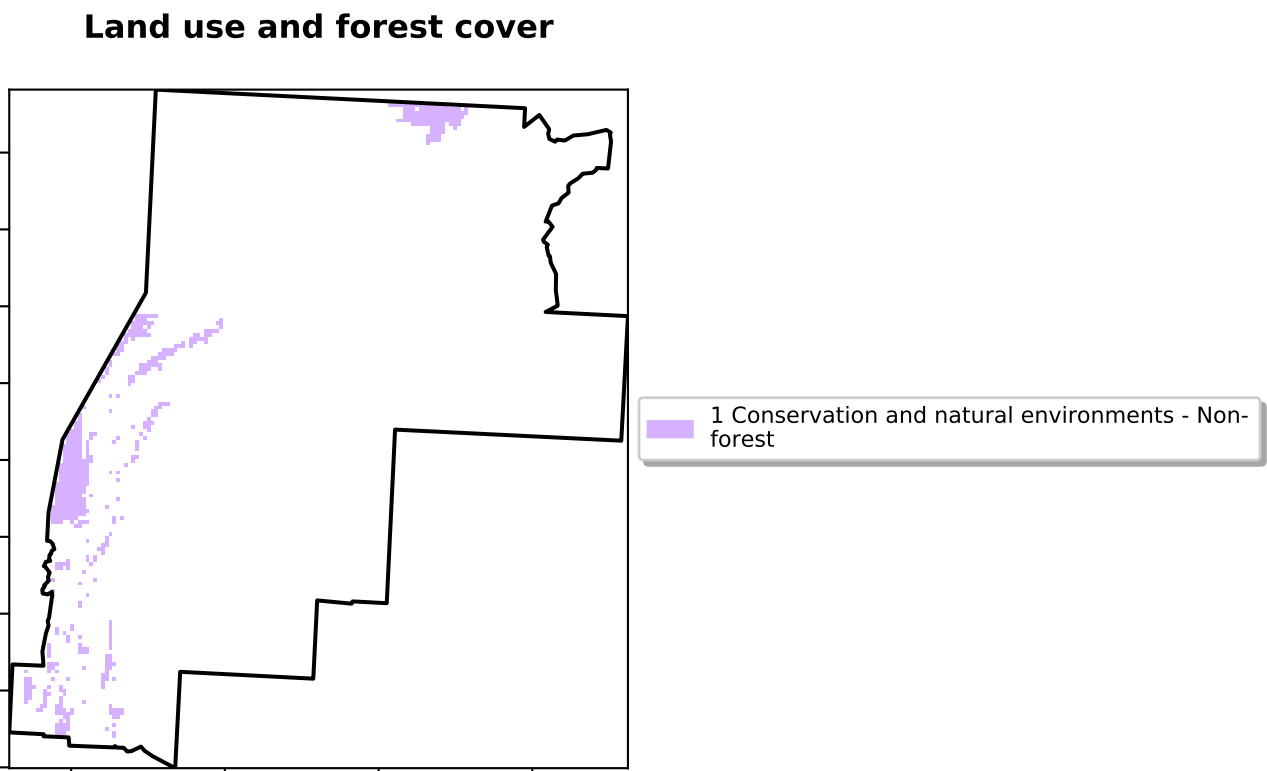 Land use and forest cover
1 Conservation and natural environments - Non-
forest